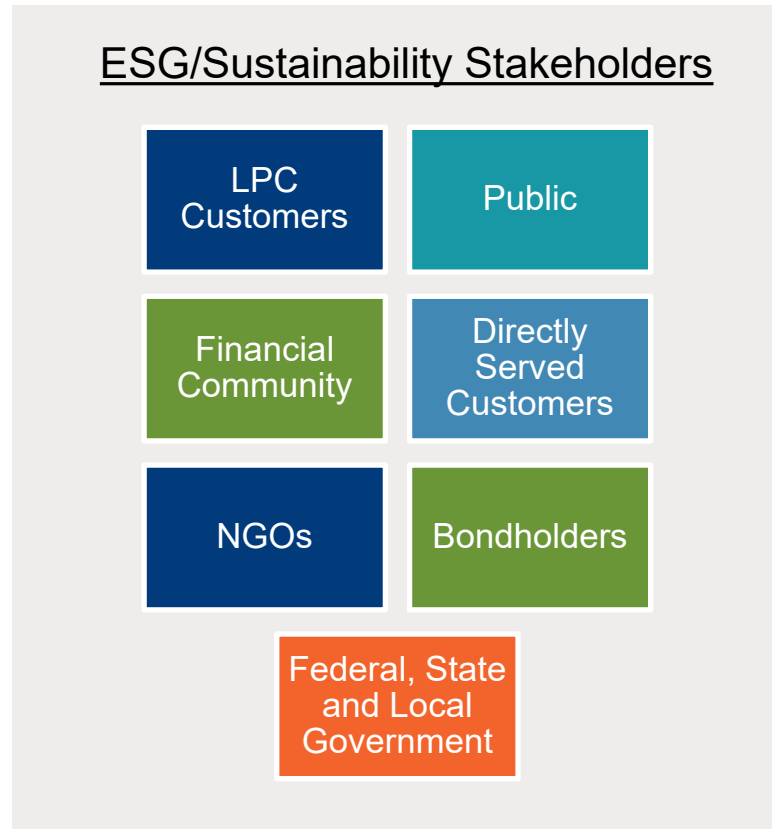 ESG/Sustainability Stakeholders
LPC
Customers
Public
Financial
Community
Directly
Served
Customers
NGOs
Bondholders
Federal, State
and Local
Government